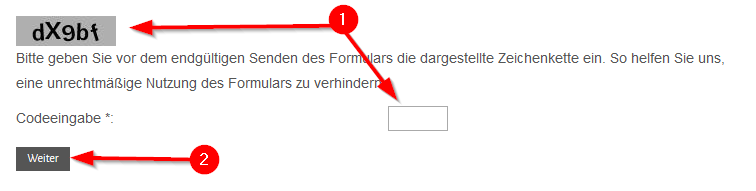 dX9bf
1
Bitte geben Sie vor dem endgültigen Senden des Formulars die dargestellte Zeichenkette ein. So helfen Sie uns,
eine unrechtmäßige Nutzung des Formulars zu verhindern
Codeeingabe *:
Weiter
2